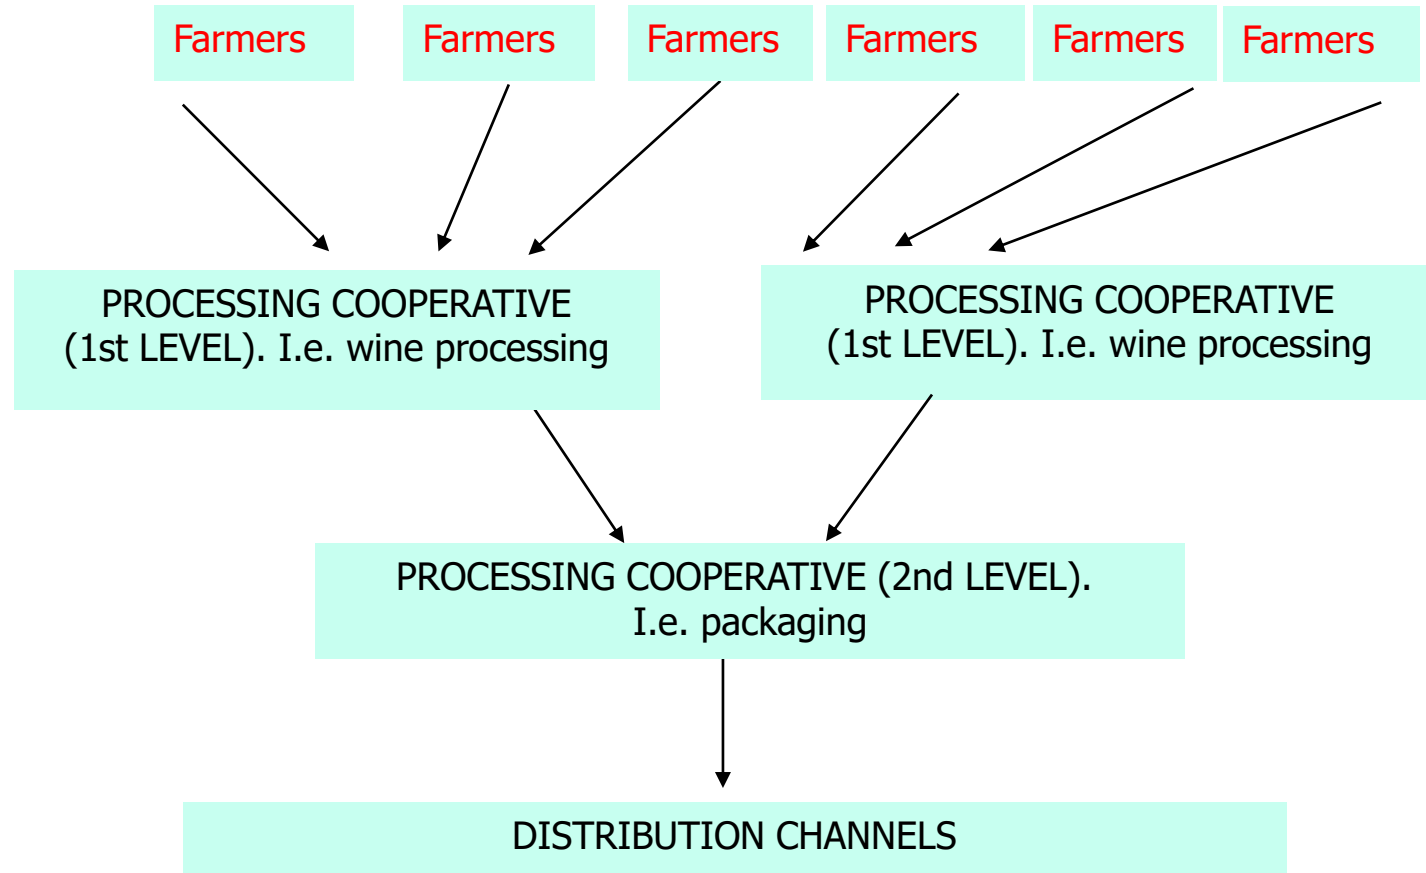 Farmers
Farmers
Farmers
Farmers
Farmers
Farmers
PROCESSING COOPERATIVE
(1st LEVEL). I.e. wine processing
PROCESSING COOPERATIVE
(1st LEVEL). I.e. wine processing
PROCESSING COOPERATIVE (2nd LEVEL).
I.e. packaging
DISTRIBUTION CHANNELS